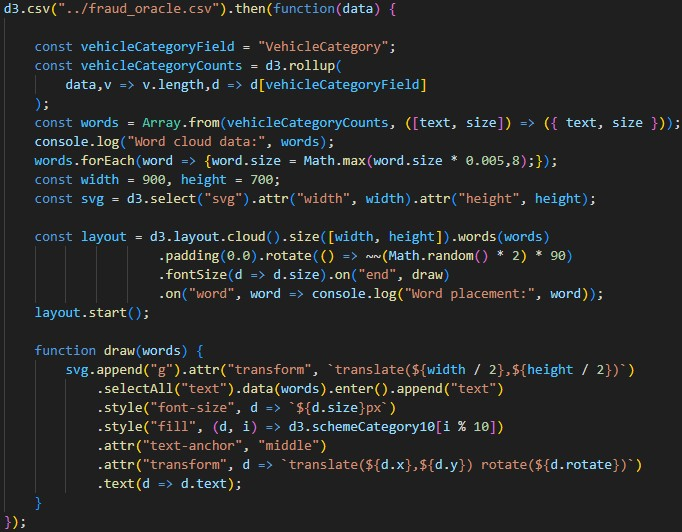 d3.csv("../fraud_oracle.csv").then(function(data) {
const vehicleCategoryField = "VehicleCategory";
const vehicleCategoryCounts = d3.rollup(
data,v => v.length,d => d[vehicleCategoryField]
);
const words = Array.from(vehicleCategoryCounts, ([text, size]) => ({ text, size }));
console.log("Word cloud data:", words);
words.forEach(word => {word.size = Math.max(word.size * 0.005,8);});
const width = 900, height = 700;
const svg = d3.select("svg").attr("width", width).attr("height", height);
const layout = d3.layout.cloud().size([width, height]).words(words)
.padding(0.0).rotate(() => ~~(Math.random() * 2) * 90)
.fontSize(d => d.size).on("end", draw)
.on("word", word => console.log("Word placement:", word));
layout.start();
function draw(words) {
svg.append("g").attr("transform", `translate(${width / 2},${height / 2})`)
.selectAll("text").data(words).enter().append("text")
.style("font-size", d => `${d.size}px`)
.style("fill", (d, i) => d3.schemeCategory10[i % 10])
.attr("text-anchor", "middle")
.attr("transform", d => `translate(${d.x},${d.y}) rotate(${d.rotate})`)
.text(d => d.text);
}
});